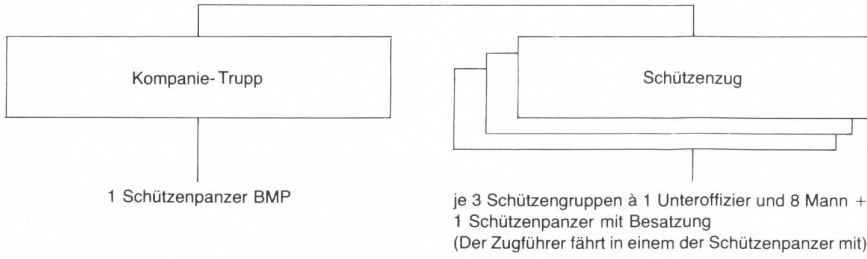 Kompanie-Trupp
Schützenzug
1 Schützenpanzer BMP
je 3 Schützengruppen à 1 Unteroffizier und 8 Mann +
1 Schützenpanzer mit Besatzung
(Der Zugführer fährt in einem der Schützenpanzer mit)